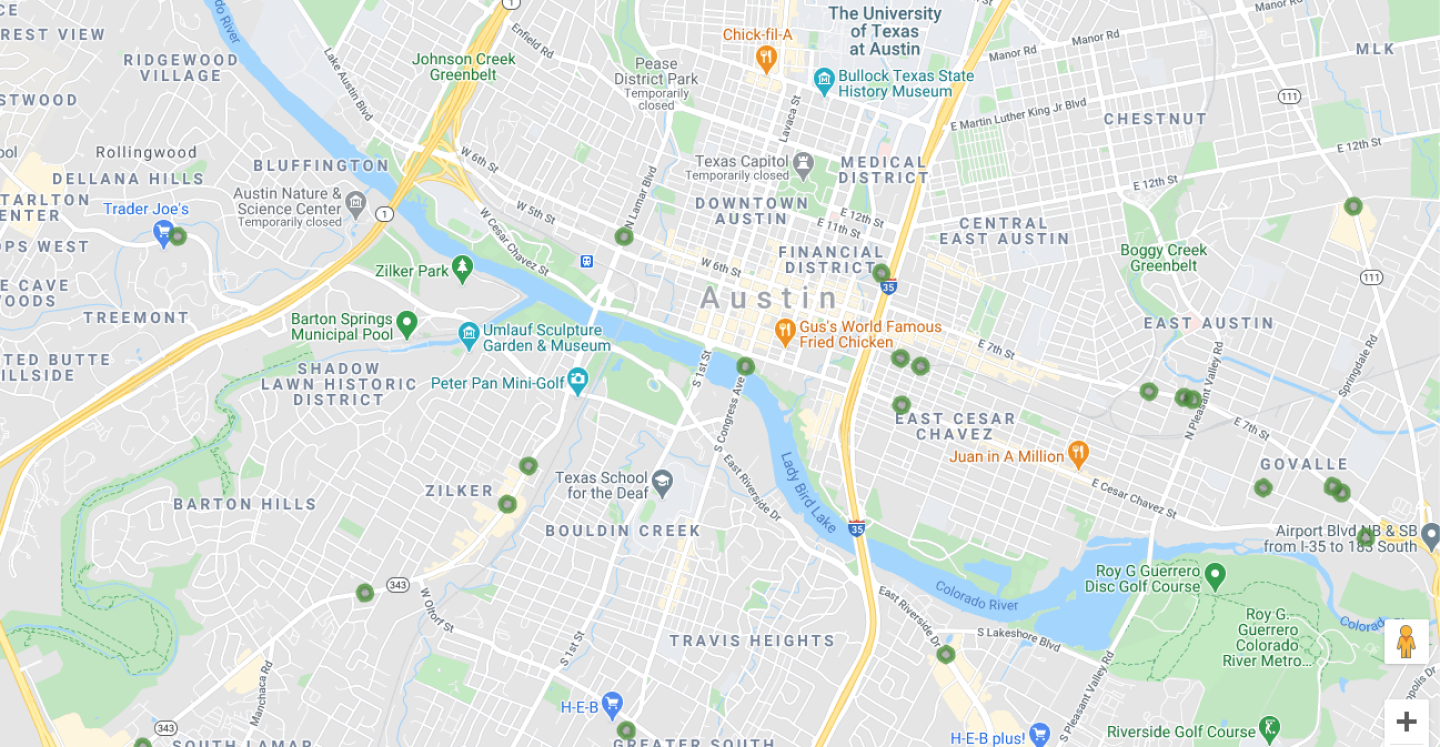 CE
REST VIEW
RIDGEWOOD
VILLAGE
STWOOD
ool
do River
Lake Austin Blvd
Johnson Creek
Greenbelt
1
Enfield Rd
Pease
District Park
Temporarily
closed
Chick-fil-A
The University
of Texas
at Austin
Bullock Texas State
History Museum
Lavaca St
Manor Rd
Manor Rd
Manor Rd
MLK
111
E Martin Luther King Jr Blvd
CHESTNUT
E 12th St
E 12th St
Rollingwood
DELLANA HILLS
TARLTON
ENTER
Trader Joe's
OPS WEST
BLUFFINGTON
Austin Nature &
Science Center
Temporarily closed
1
W 6th St
W 5th St
W Cesar Chavez St
N Lamar Blvd
Texas Capitol
Temporarily closed
MEDICAL
DISTRICT
DOWNTOWN
AUSTIN
E 12th St
E 11th St
CENTRAL
EAST AUSTIN
FINANCIAL
DISTRICT
35
W 6th St
Austin
Boggy Creek
Greenbelt
111
E CAVE
OODS
TREEMONT
Zilker Park
Barton Springs
Municipal Pool
Umlauf Sculpture
Garden & Museum
Gus's World Famous
Fried Chicken
EAST AUSTIN
E 7th St
TED BUTTE
ILLSIDE
SHADOW
LAWN HISTORIC
DISTRICT
Peter Pan Mini-Golf
S 1st St
S Congress Ave
EAST CESAR
CHAVEZ
N Pleasant Valley Rd
Springdale Rd
E 7th St
Juan in A Million
GOVALLE
E Cesar Chavez St
BARTON HILLS
ZILKER
Texas School
for the Deaf
East Riverside Dr
Lady Bird Lake
BOULDIN CREEK
35
Airport Blvd NB & SB
from I-35 to 183 South
Roy G Guerrero
Disc Golf Course
Colorado River
Roy G.
Guerrero
Colorado
River Metro...
343
W Oltorf St
East Riverside Dr
S Lakeshore Blvd
TRAVIS HEIGHTS
S 1st St
Manchaca Rd
S Pleasant Valley Rd
H-E-B
343
SOUTH LAMAR
GREATER SOUTH
H-E-B plus!
Riverside Golf Course